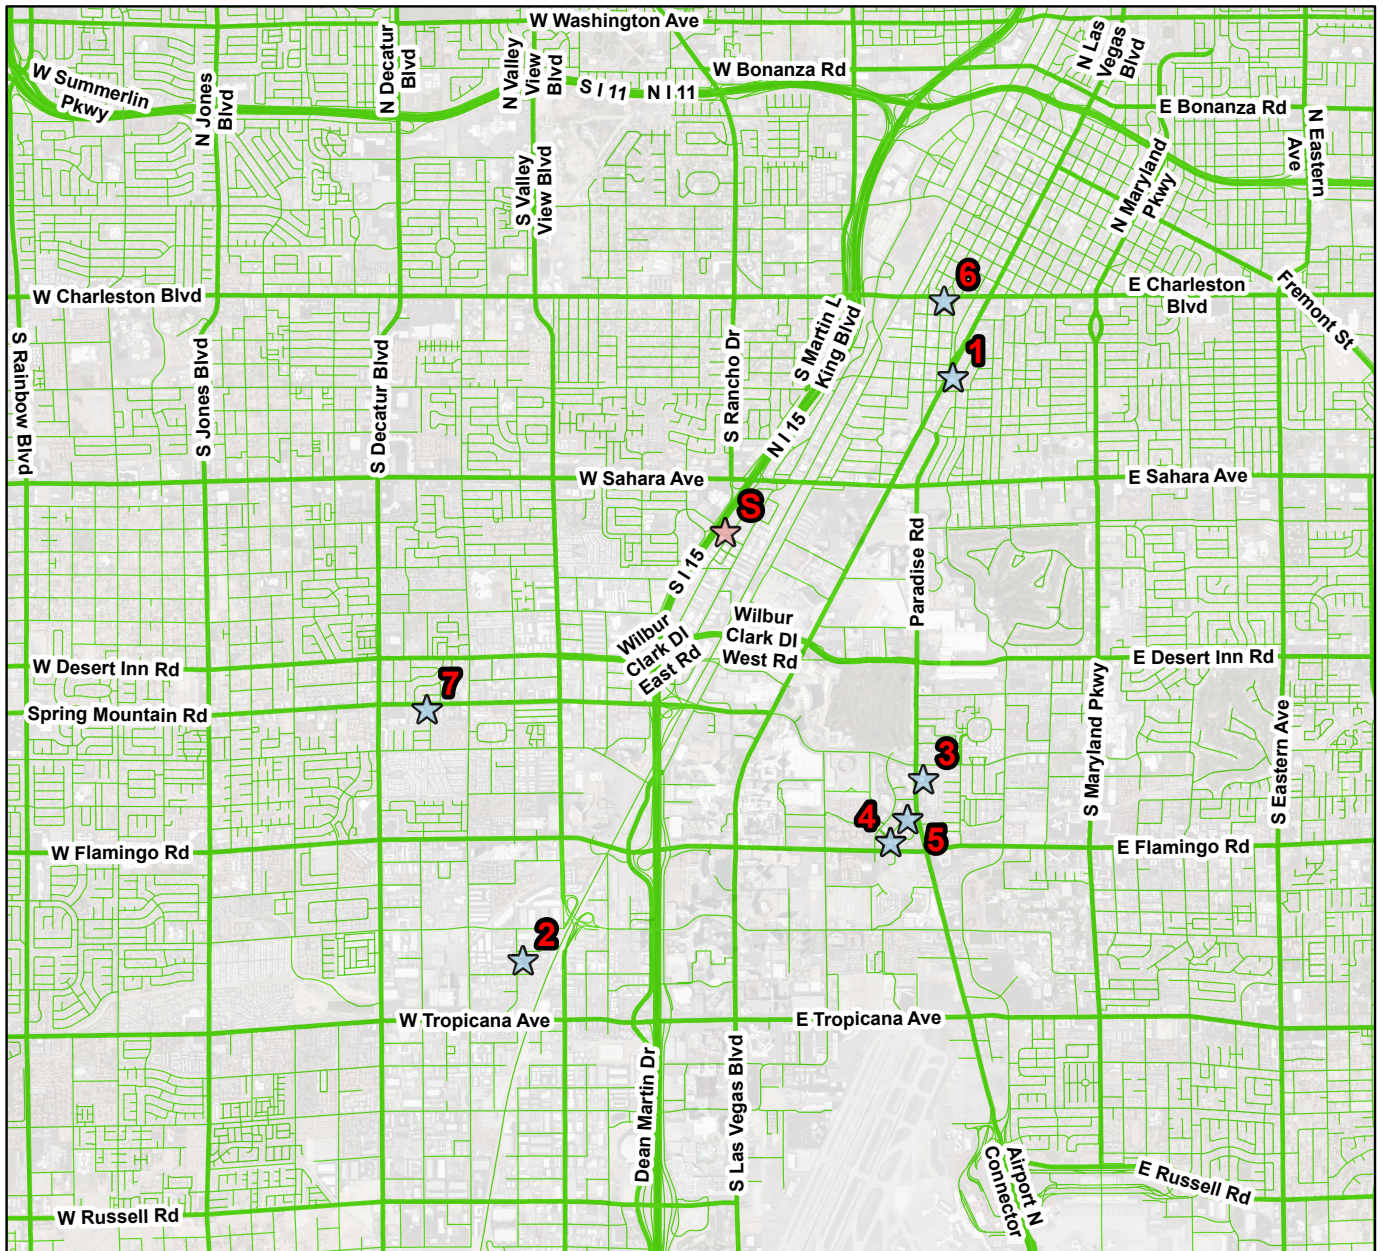 W Washington Ave
N Las
Vegas
Blvd
N Decatur
Blvd
N Valley
View
Blvd
W Bonanza Rd
W Summerlin
Pkwy
N Jones
Blvd
S I 11
N I 11
E Bonanza Rd
N Eastern
Ave
S Valley
View Blvd
N Maryland
Pkwy
6
W Charleston Blvd
E Charleston
Blvd
Fremont St
S Martin L
King Blvd
1
S Rainbow Blvd
S Jones Blvd
S Decatur Blvd
S Rancho Dr
N I 15
W Sahara Ave
E Sahara Ave
S
S I 15
Paradise Rd
Wilbur
Clark DI
East Rd
Wilbur
Clark DI
West Rd
W Desert Inn Rd
E Desert Inn Rd
7
Spring Mountain Rd
S Maryland Pkwy
S Eastern Ave
3
4
5
W Flamingo Rd
E Flamingo Rd
2
W Tropicana Ave
E Tropicana Ave
Dean Martin Dr
S Las Vegas Blvd
Airport N
Connector
E Russell Rd
W Russell Rd